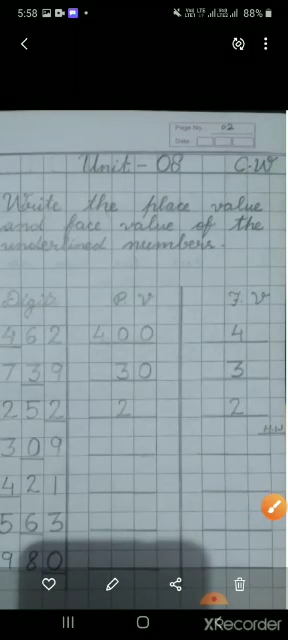 5:58 88%
Page No. 02
Date
Unit - 08 C.W
Write the place value
and face value of the
underlined numbers.
Digit P.V F.V
462 400 4
739 30 3
252 2 2
H.W
309
421
563
980
XRecorder